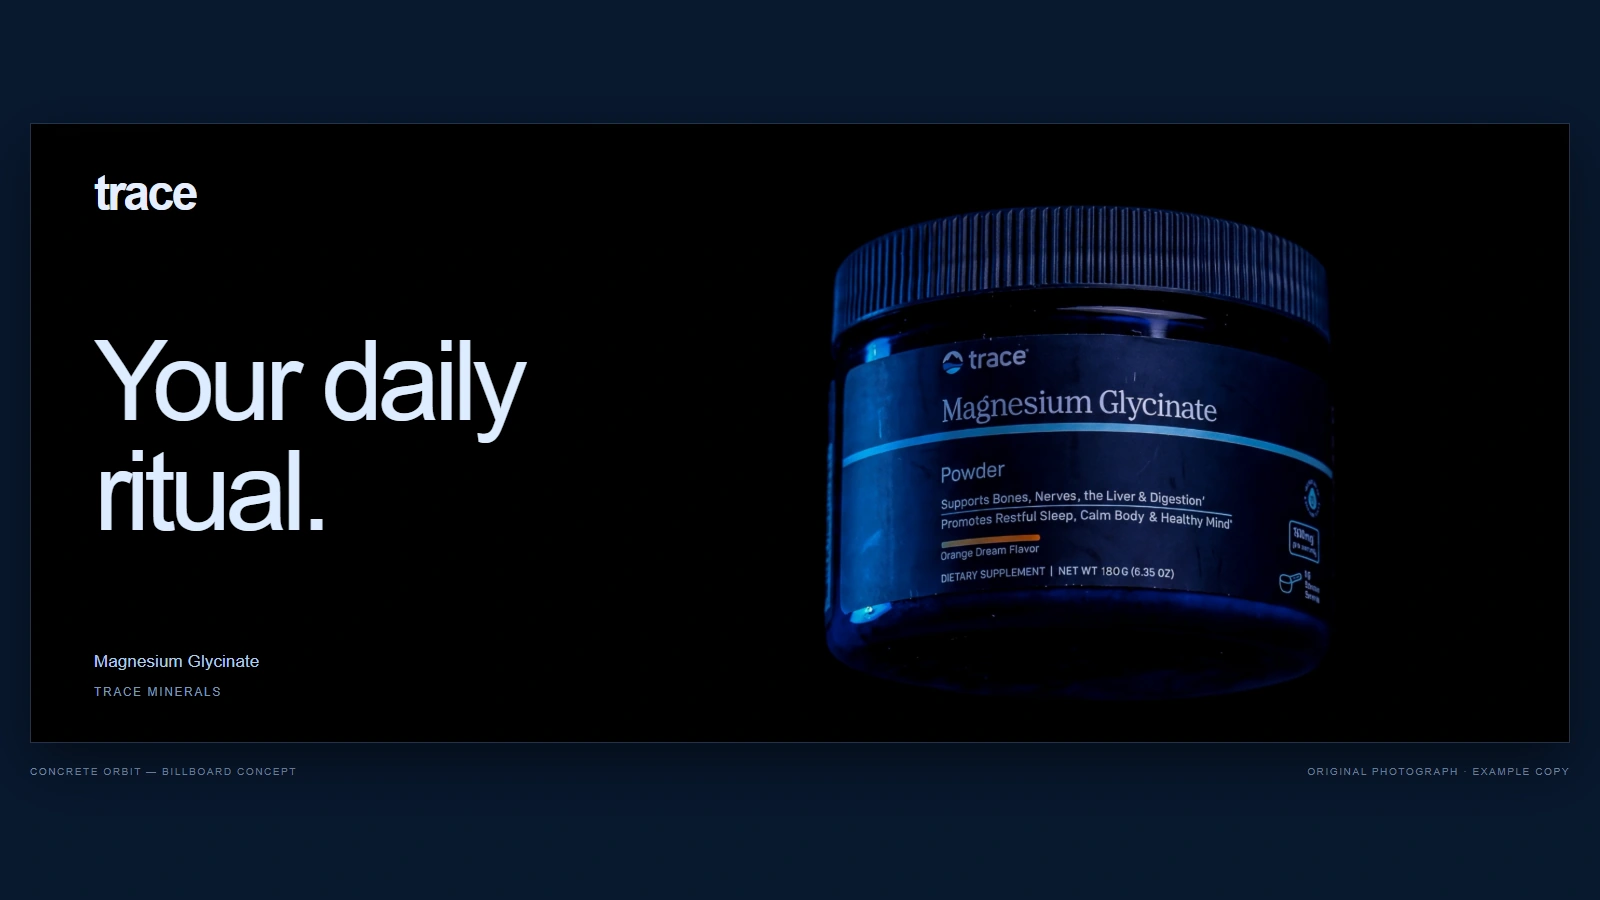 trace
Your daily
ritual.
Magnesium Glycinate
TRACE MINERALS
trace
Magnesium Glycinate
Powder
Supports Bones, Nerves, the Liver & Digestion†
Promotes Restful Sleep, Calm Body & Healthy Mind*
Orange Dream Flavor
DIETARY SUPPLEMENT | NET WT 180G (6.35 OZ)
CONCRETE ORBIT — BILLBOARD CONCEPT
ORIGINAL PHOTOGRAPH · EXAMPLE COPY